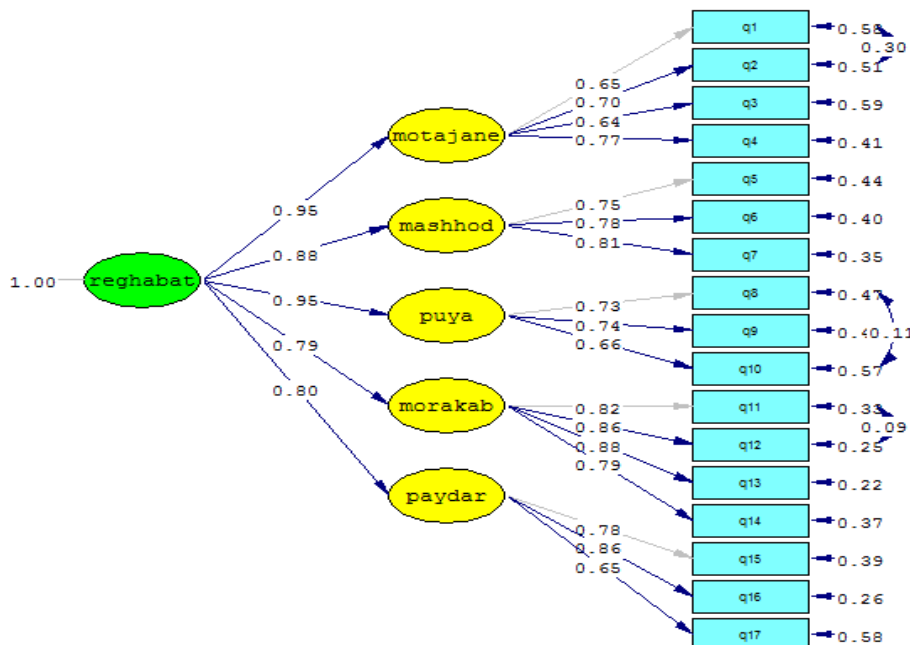 q1
0.58
0.30
q2
0.51
q3
0.59
q4
0.41
q5
0.44
q6
0.40
q7
0.35
q8
0.47
q9
0.40.11
q10
0.57
q11
0.33
0.09
q12
0.25
q13
0.22
q14
0.37
q15
0.39
q16
0.26
q17
0.58
0.65
0.70
0.64
0.77
motajane
0.75
0.78
0.81
mashhod
0.73
0.74
0.66
puya
0.82
0.86
0.88
0.79
morakab
0.78
0.86
0.65
paydar
0.95
0.88
0.95
0.79
0.80
1.00
reghabat